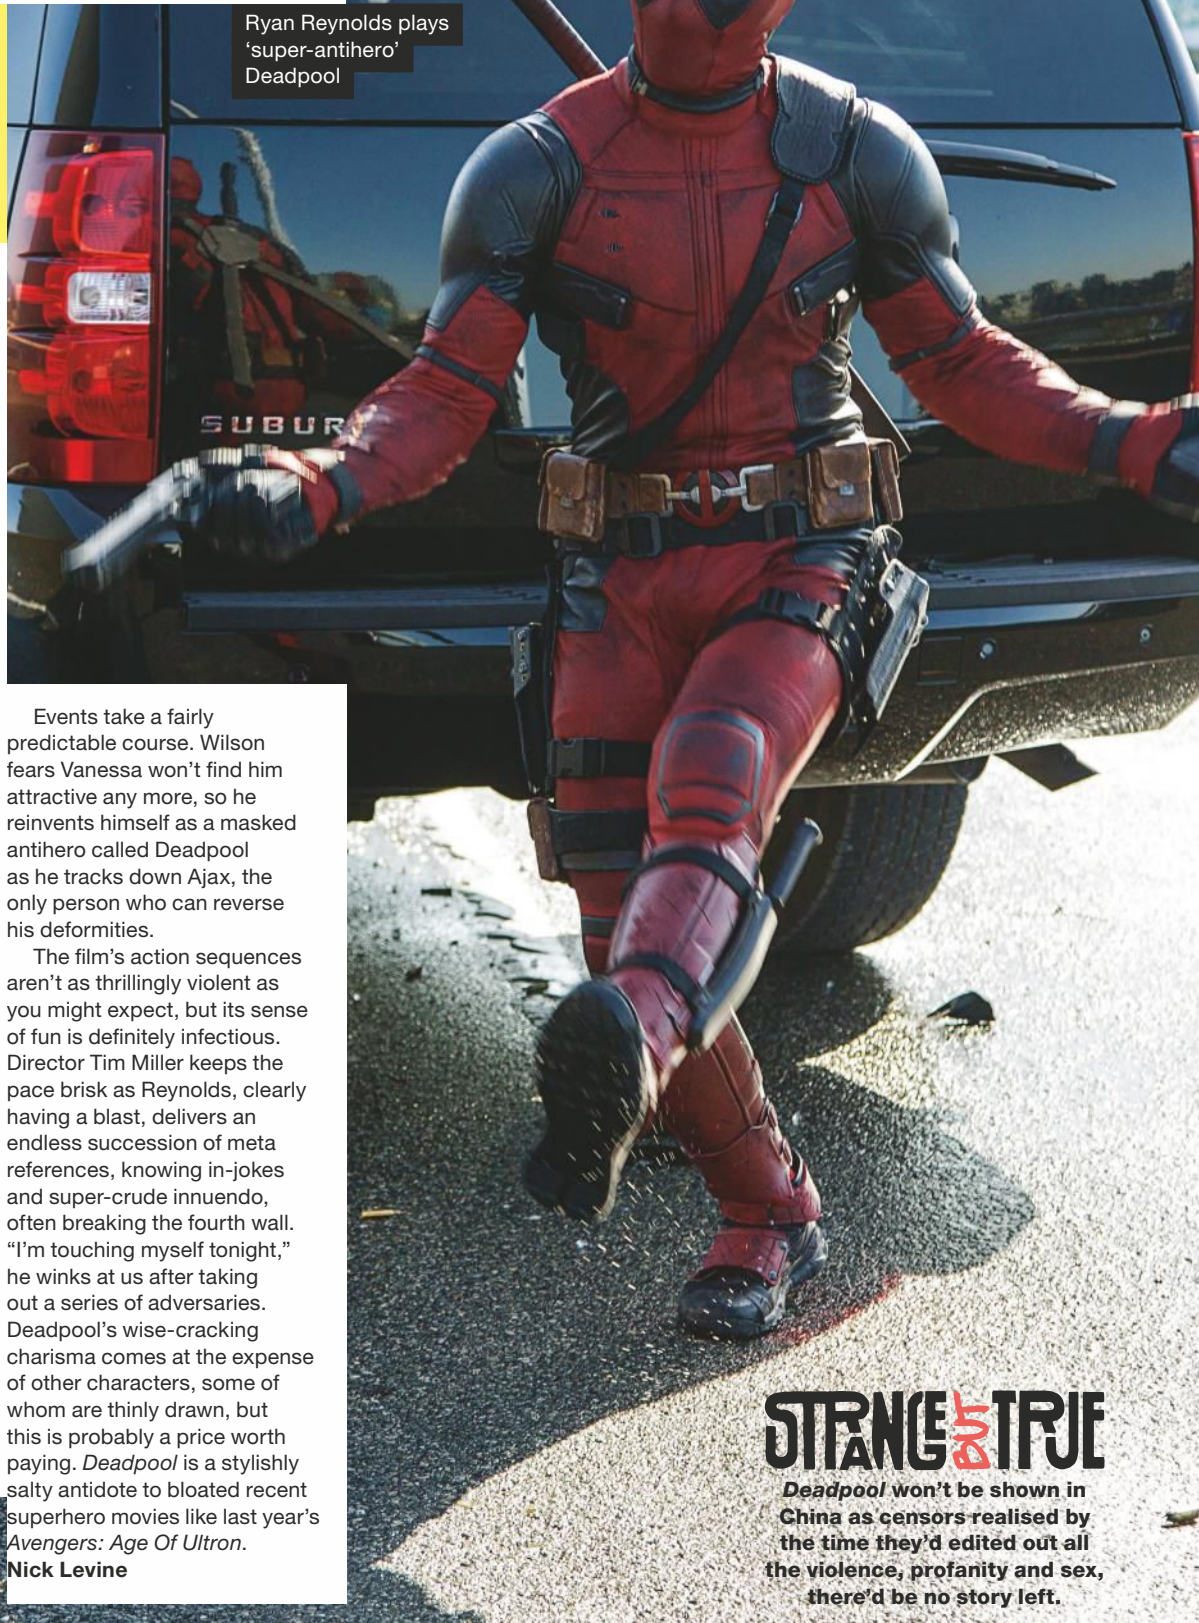 Ryan Reynolds plays
‘super-antihero’
Deadpool
SUBUR
Events take a fairly
predictable course. Wilson
fears Vanessa won’t find him
attractive any more, so he
reinvents himself as a masked
antihero called Deadpool
as he tracks down Ajax, the
only person who can reverse
his deformities.
The film’s action sequences
aren’t as thrillingly violent as
you might expect, but its sense
of fun is definitely infectious.
Director Tim Miller keeps the
pace brisk as Reynolds, clearly
having a blast, delivers an
endless succession of meta
references, knowing in-jokes
and super-crude innuendo,
often breaking the fourth wall.
“I’m touching myself tonight,”
he winks at us after taking
out a series of adversaries.
Deadpool’s wise-cracking
charisma comes at the expense
of other characters, some of
whom are thinly drawn, but
this is probably a price worth
paying. Deadpool is a stylishly
salty antidote to bloated recent
superhero movies like last year’s
Avengers: Age Of Ultron.
Nick Levine
STRANGE BUT TRUE
Deadpool won’t be shown in
China as censors realised by
the time they’d edited out all
the violence, profanity and sex,
there’d be no story left.